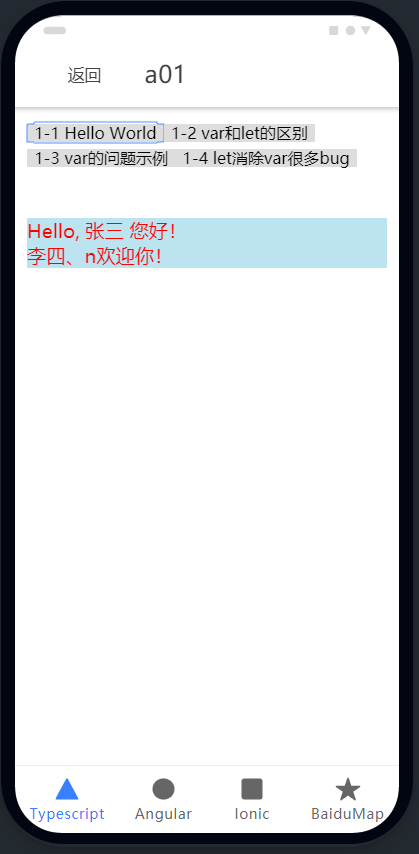 返回 a01
1-1 Hello World 1-2 var和let的区别
1-3 var的问题示例 1-4 let消除var很多bug
Hello, 张三 您好！
李四、n欢迎你！
Typescript Angular Ionic BaiduMap